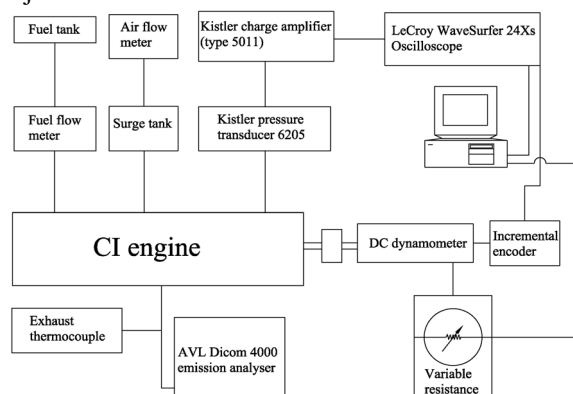 Fuel tank
Air flow
meter
Kistler charge amplifier
(type 5011)
LeCroy WaveSurfer 24Xs
Oscilloscope
Fuel flow
meter
Surge tank
Kistler pressure
transducer 6205
CI engine
DC dynamometer
Incremental
encoder
Exhaust
thermocouple
AVL Dicom 4000
emission analyser
Variable
resistance